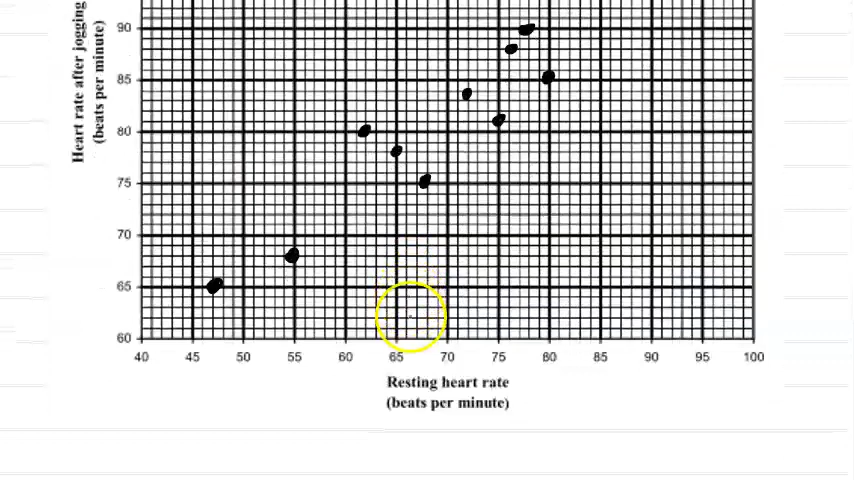 Heart rate after jogging
(beats per minute)
90
85
80
75
70
65
60
40 45 50 55 60 65 70 75 80 85 90 95 100
Resting heart rate
(beats per minute)